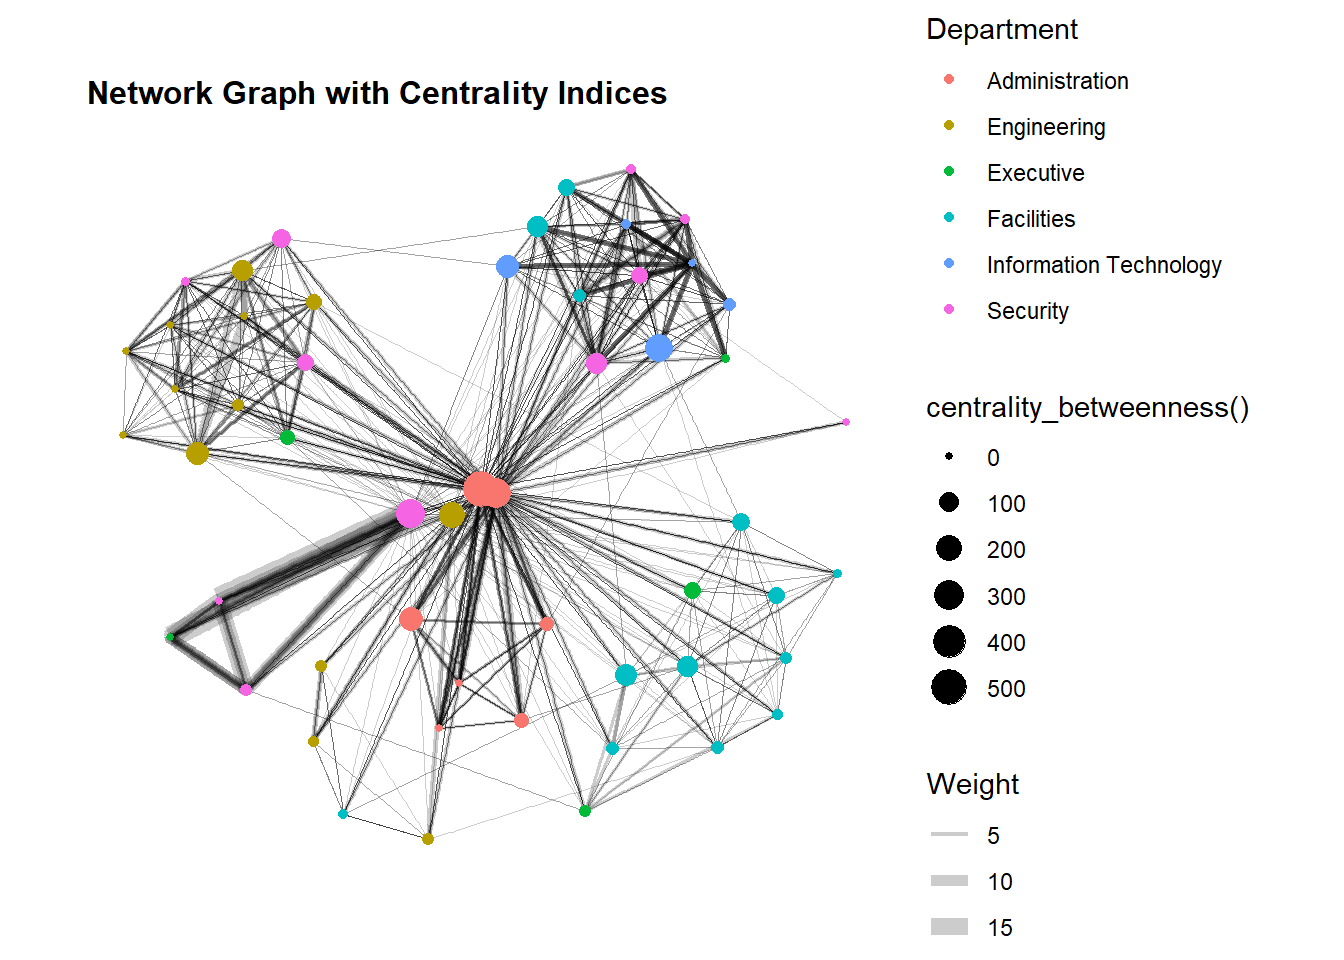 Network Graph with Centrality Indices
Department
Administration
Engineering
Executive
Facilities
Information Technology
Security
centrality_betweenness()
0
100
200
300
400
500
Weight
5
10
15